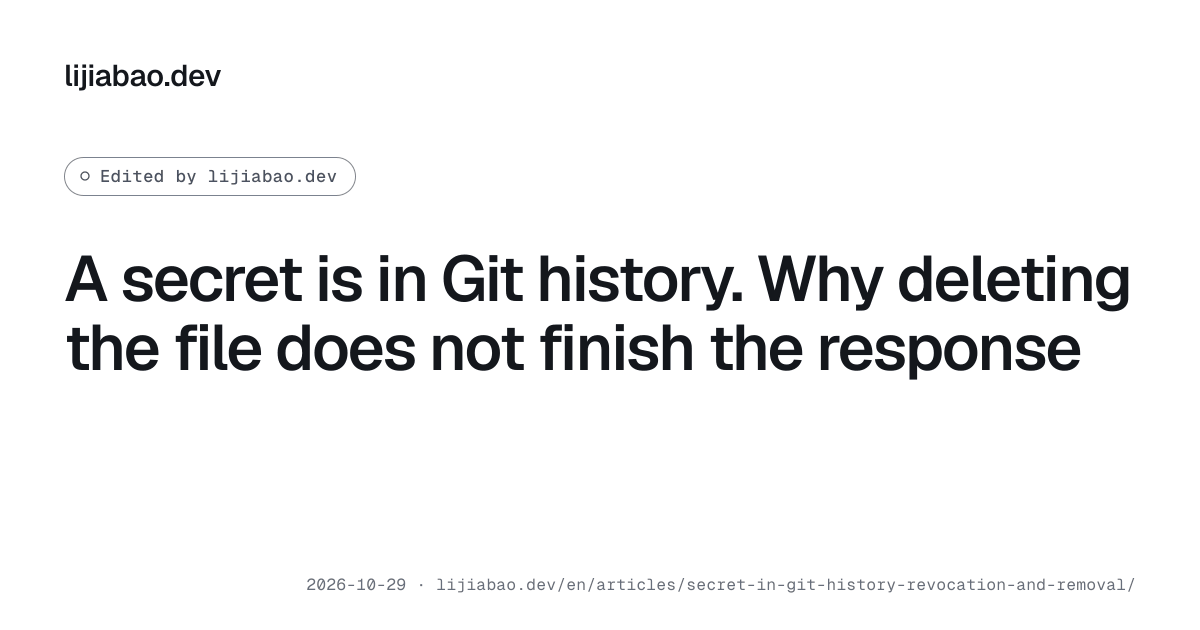 lijiabao.dev
Edited by lijiabao.dev
A secret is in Git history. Why deleting
the file does not finish the response
2026-10-29 · lijiabao.dev/en/articles/secret-in-git-history-revocation-and-removal/